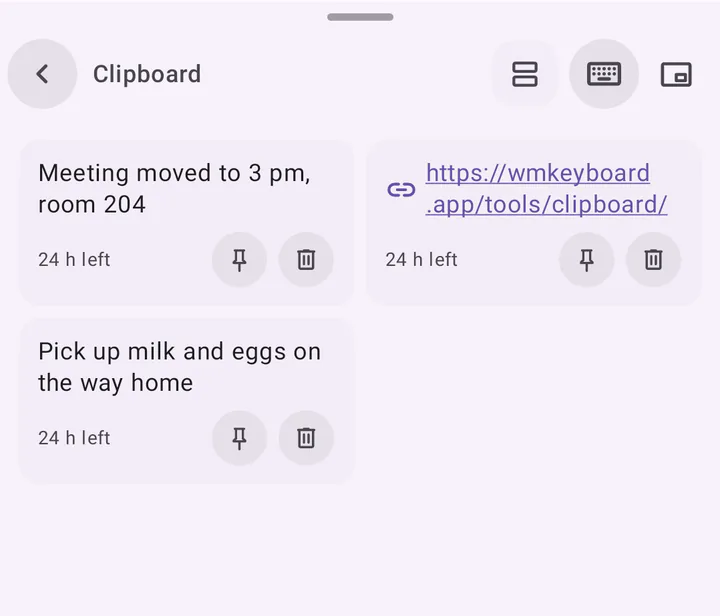 Clipboard
Meeting moved to 3 pm,
room 204
24 h left
https://wmkeyboard
.app/tools/clipboard/
24 h left
Pick up milk and eggs on
the way home
24 h left